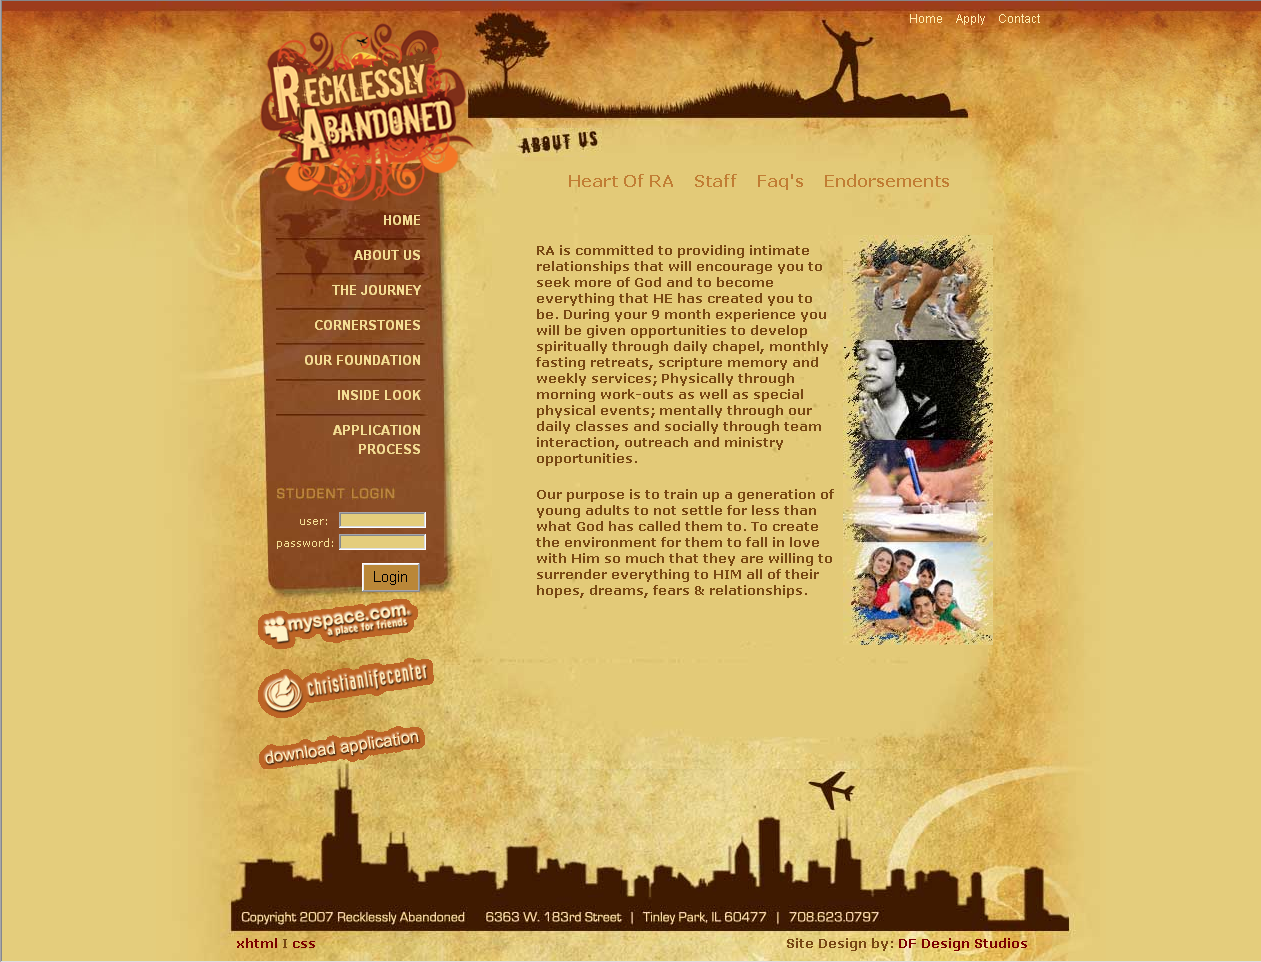 Home Apply Contact
RECKLESSLY
ABANDONED
ABOUT US
Heart Of RA Staff Faq's Endorsements
HOME
ABOUT US
THE JOURNEY
CORNERSTONES
OUR FOUNDATION
INSIDE LOOK
APPLICATION
PROCESS
STUDENT LOGIN
user:
password:
Login
myspace.com.
a place for friends
christianlifecenter
download application
RA is committed to providing intimate
relationships that will encourage you to
seek more of God and to become
everything that HE has created you to
be. During your 9 month experience you
will be given opportunities to develop
spiritually through daily chapel, monthly
fasting retreats, scripture memory and
weekly services; Physically through
morning work-outs as well as special
physical events; mentally through our
daily classes and socially through team
interaction, outreach and ministry
opportunities.
Our purpose is to train up a generation of
young adults to not settle for less than
what God has called them to. To create
the environment for them to fall in love
with Him so much that they are willing to
surrender everything to HIM all of their
hopes, dreams, fears & relationships.
Copyright 2007 Recklessly Abandoned 6363 W. 183rd Street | Tinley Park, IL 60477 | 708.623.0797
xhtml I css Site Design by: DF Design Studios